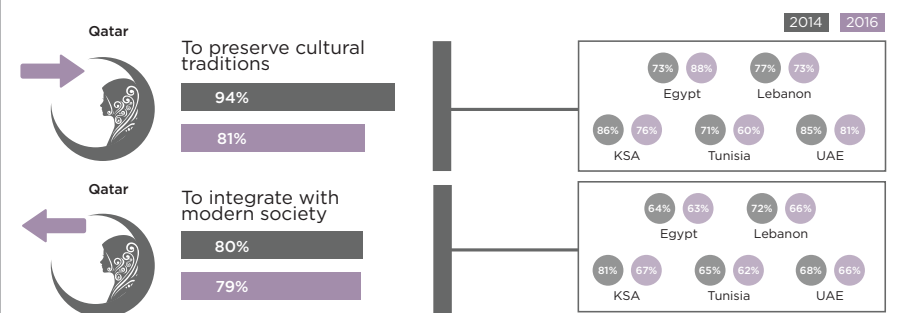 2014 2016
Qatar
To preserve cultural
traditions
94%
81%
73% 88% 77% 73%
Egypt Lebanon
86% 76% 71% 60% 85% 81%
KSA Tunisia UAE
Qatar
To integrate with
modern society
80%
79%
64% 63% 72% 66%
Egypt Lebanon
81% 67% 65% 62% 68% 66%
KSA Tunisia UAE